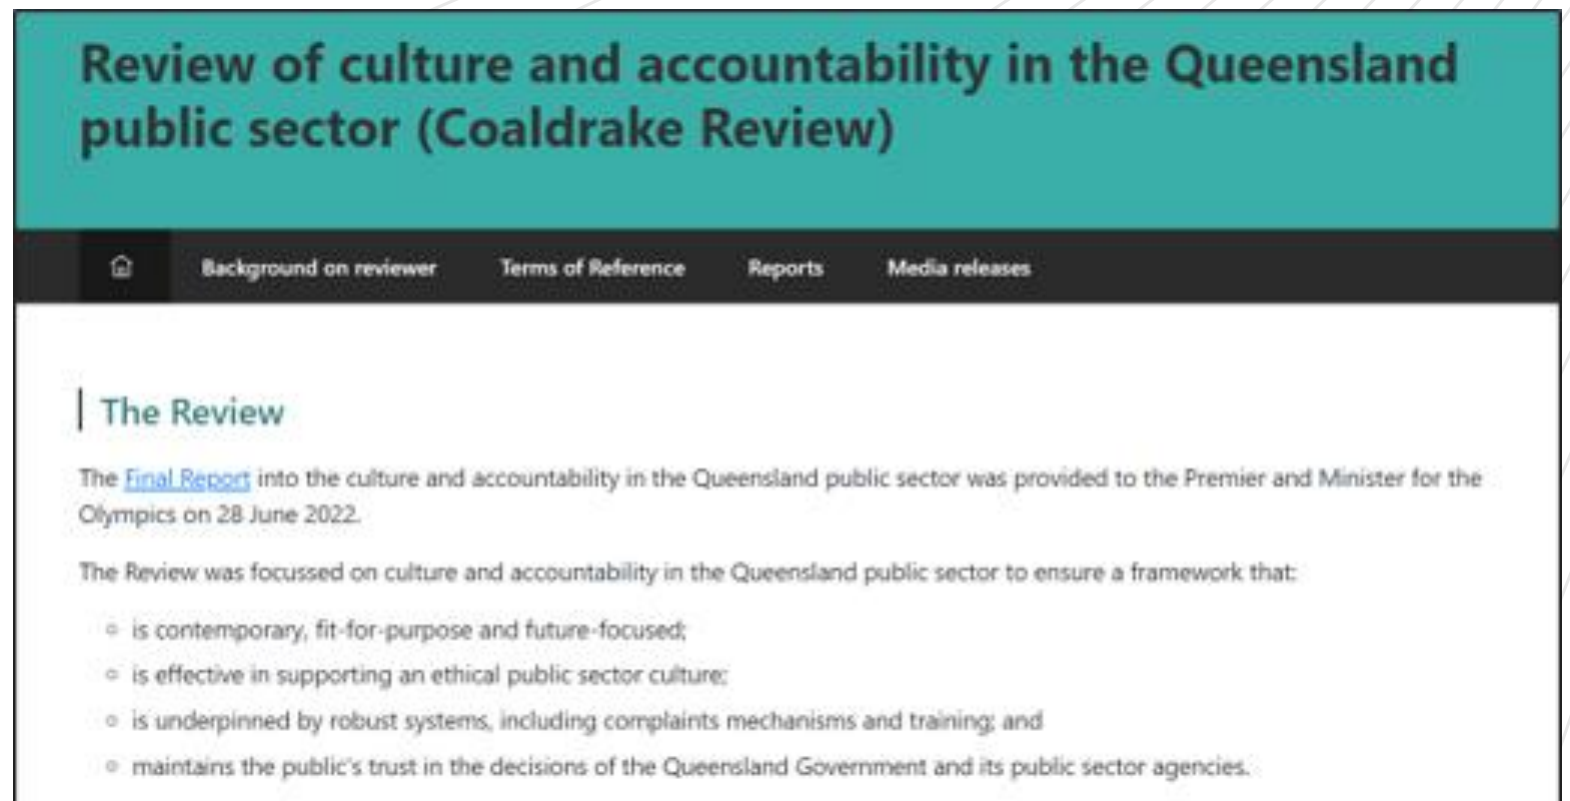 Review of culture and accountability in the Queensland
public sector (Coaldrake Review)
Background on reviewer Terms of Reference Reports Media releases
The Review
The Final Report into the culture and accountability in the Queensland public sector was provided to the Premier and Minister for the
Olympics on 28 June 2022.
The Review was focussed on culture and accountability in the Queensland public sector to ensure a framework that:
is contemporary, fit-for-purpose and future-focused;
is effective in supporting an ethical public sector culture;
is underpinned by robust systems, including complaints mechanisms and training; and
maintains the public's trust in the decisions of the Queensland Government and its public sector agencies.